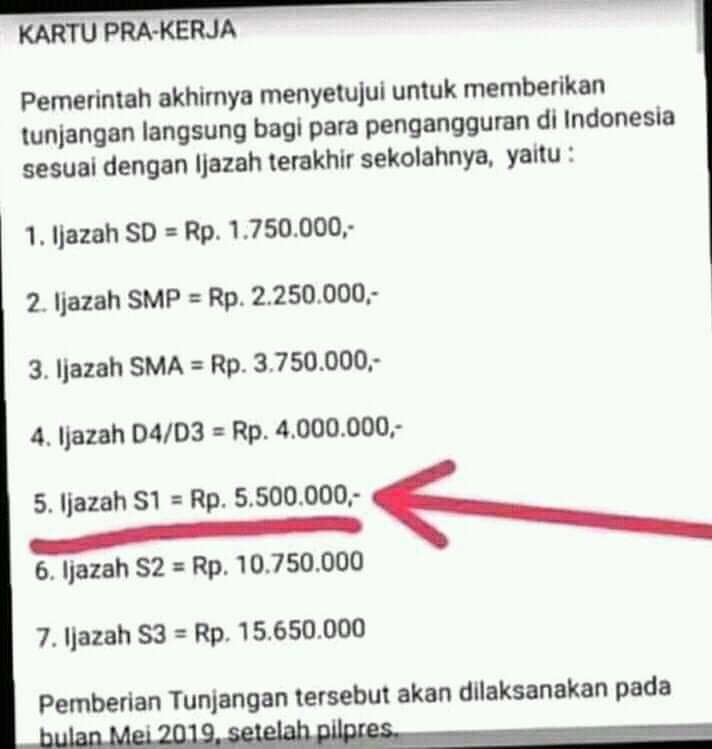 KARTU PRA-KERJA
Pemerintah akhirnya menyetujui untuk memberikan
tunjangan langsung bagi para pengangguran di Indonesia
sesuai dengan Ijazah terakhir sekolahnya, yaitu :
1. Ijazah SD = Rp. 1.750.000,-
2. Ijazah SMP = Rp. 2.250.000,-
3. Ijazah SMA = Rp. 3.750.000,-
4. Ijazah D4/D3 = Rp. 4.000.000,-
5. Ijazah S1 = Rp. 5.500.000,-
6. Ijazah S2 = Rp. 10.750.000
7. Ijazah S3 = Rp. 15.650.000
Pemberian Tunjangan tersebut akan dilaksanakan pada
bulan Mei 2019, setelah pilpres.